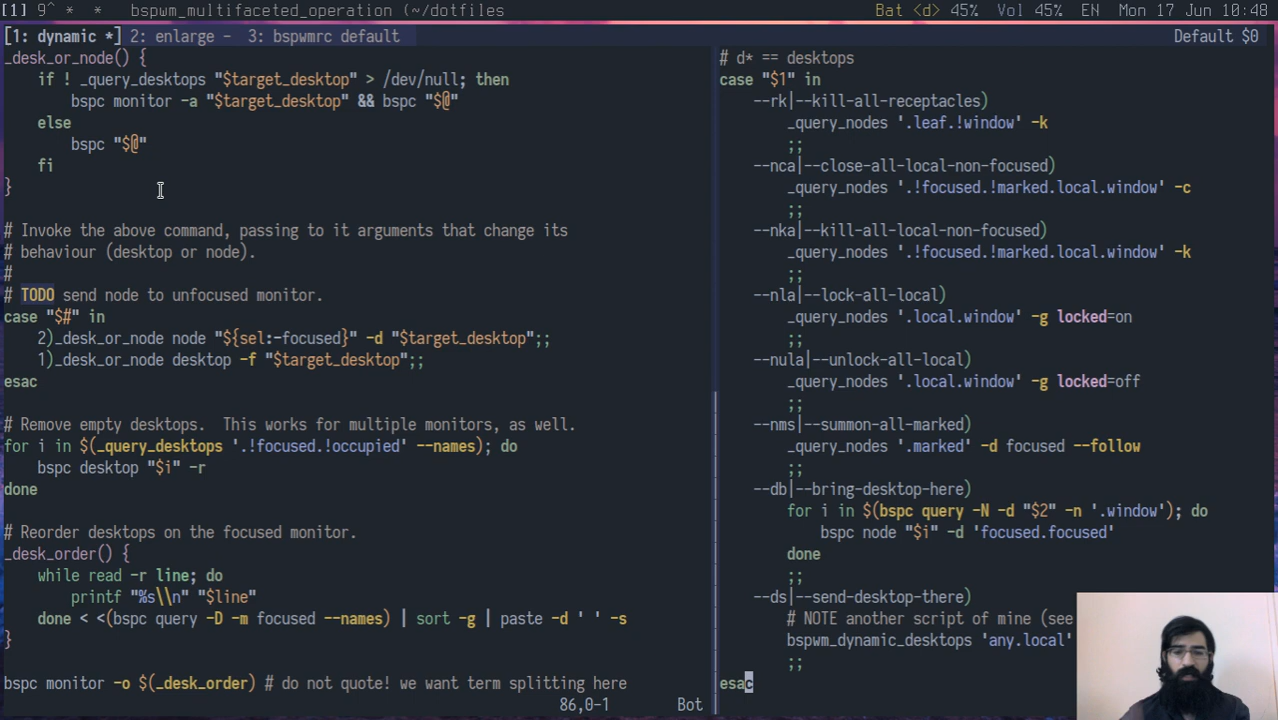 [1] 9^ * * bspwm_multifaceted_operation (~/dotfiles Bat <d> 45% Vol 45% EN Mon 17 Jun 10:48
[1: dynamic *] 2: enlarge - 3: bspwmrc default Default $0
_desk_or_node() {
if ! _query_desktops "$target_desktop" > /dev/null; then
bspc monitor -a "$target_desktop" && bspc "$@"
else
bspc "$@"
fi
}
# Invoke the above command, passing to it arguments that change its
# behaviour (desktop or node).
#
# TODO send node to unfocused monitor.
case "$#" in
2)_desk_or_node node "${sel:-focused}" -d "$target_desktop";;
1)_desk_or_node desktop -f "$target_desktop";;
esac
# Remove empty desktops.  This works for multiple monitors, as well.
for i in $(_query_desktops '.!focused.!occupied' --names); do
bspc desktop "$i" -r
done
# Reorder desktops on the focused monitor.
_desk_order() {
while read -r line; do
printf "%s\\n" "$line"
done < <(bspc query -D -m focused --names) | sort -g | paste -d ' ' -s
}
bspc monitor -o $(_desk_order) # do not quote! we want term splitting here
# d* == desktops
case "$1" in
--rk|--kill-all-receptacles)
_query_nodes '.leaf.!window' -k
;;
--nca|--close-all-local-non-focused)
_query_nodes '.!focused.!marked.local.window' -c
;;
--nka|--kill-all-local-non-focused)
_query_nodes '.!focused.!marked.local.window' -k
;;
--nla|--lock-all-local)
_query_nodes '.local.window' -g locked=on
;;
--nula|--unlock-all-local)
_query_nodes '.local.window' -g locked=off
;;
--nms|--summon-all-marked)
_query_nodes '.marked' -d focused --follow
;;
--db|--bring-desktop-here)
for i in $(bspc query -N -d "$2" -n '.window'); do
bspc node "$i" -d 'focused.focused'
done
;;
--ds|--send-desktop-there)
# NOTE another script of mine (see
bspwm_dynamic_desktops 'any.local'
;;
esac
86,0-1 Bot